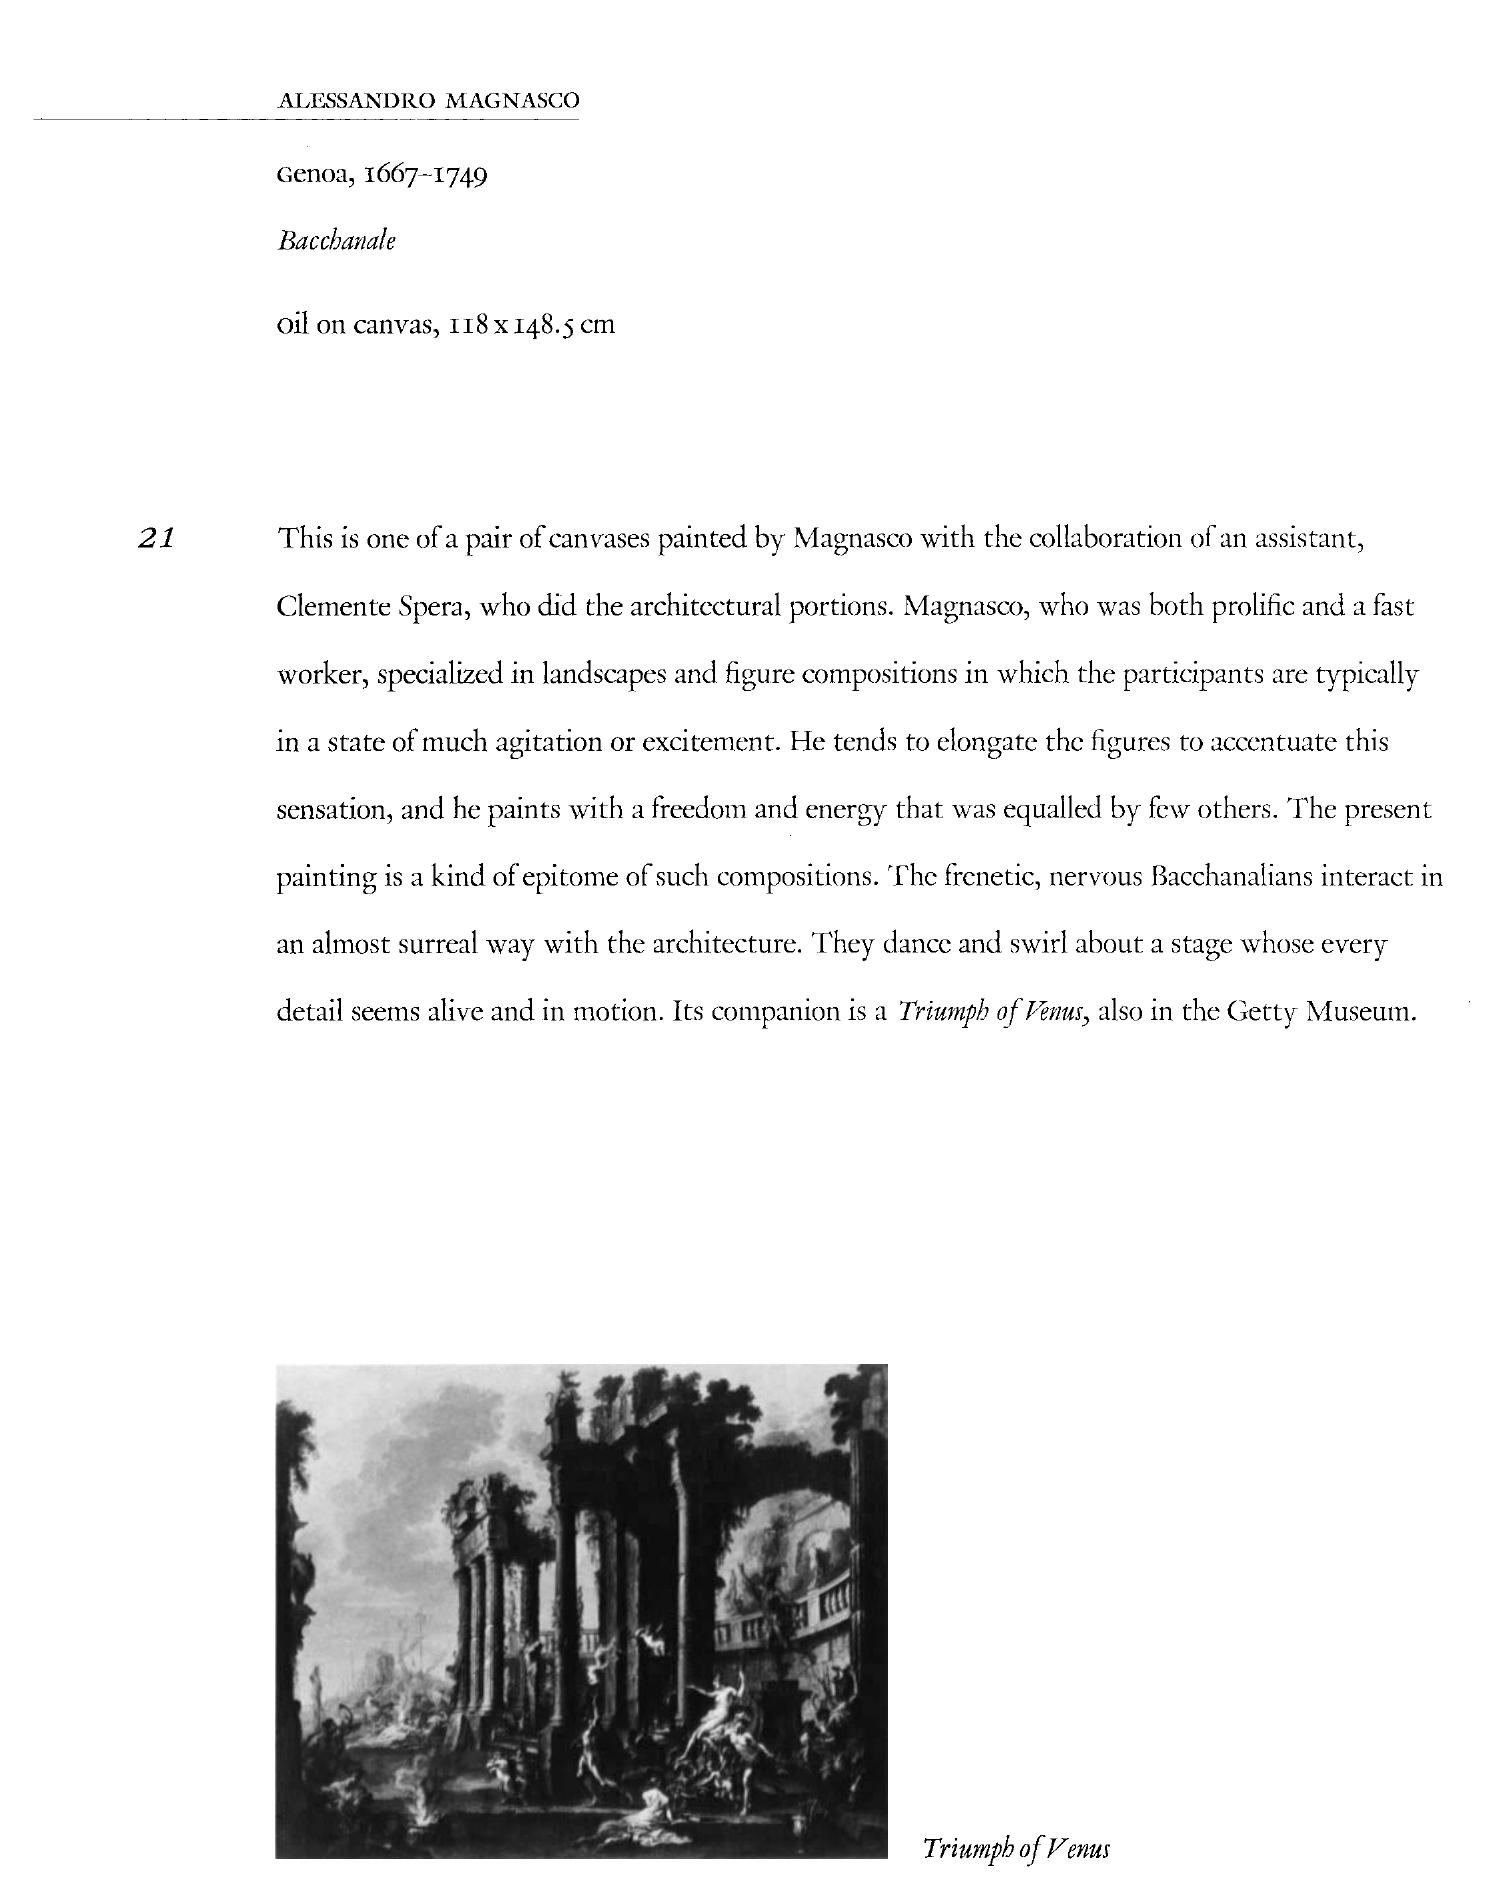 ALESSANDRO MAGNASCO
Genoa, 1667–1749
Bacchanale
Oil on canvas, 118 x 148.5 cm
21 This is one of a pair of canvases painted by Magnasco with the collaboration of an assistant,
Clemente Spera, who did the architectural portions. Magnasco, who was both prolific and a fast
worker, specialized in landscapes and figure compositions in which the participants are typically
in a state of much agitation or excitement. He tends to elongate the figures to accentuate this
sensation, and he paints with a freedom and energy that was equalled by few others. The present
painting is a kind of epitome of such compositions. The frenetic, nervous Bacchanalians interact in
an almost surreal way with the architecture. They dance and swirl about a stage whose every
detail seems alive and in motion. Its companion is a Triumph of Venus, also in the Getty Museum.
Triumph of Venus